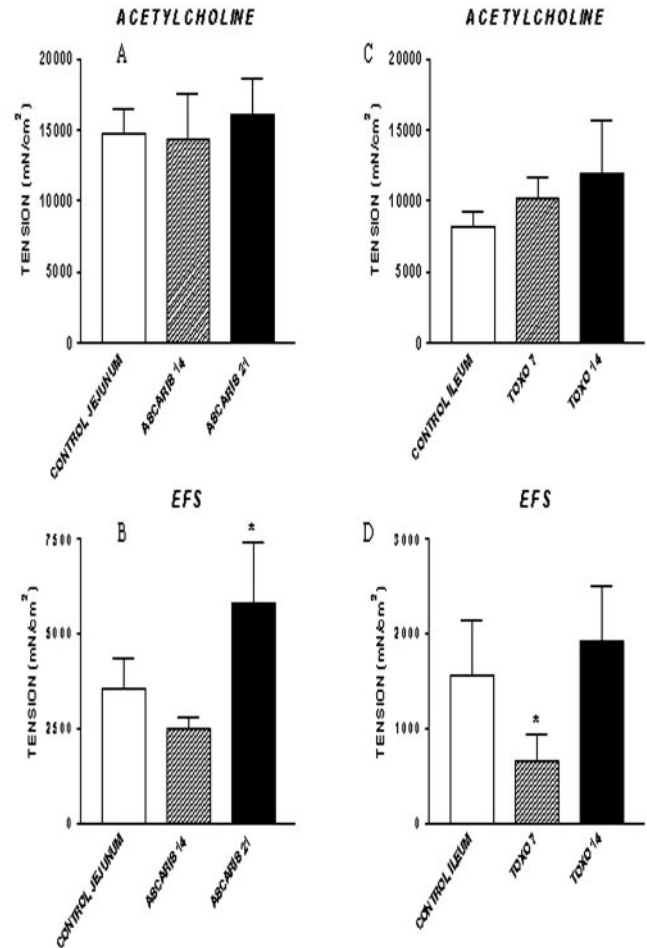 ACETYLCHOLINE
A
TENSION (mN/cm²)
20000
15000
10000
5000
0
CONTROL JEJUNUM
ASCARIS 14
ASCARIS 21
ACETYLCHOLINE
C
TENSION (mN/cm²)
20000
15000
10000
5000
0
CONTROL ILEUM
TOXO 7
TOXO 14
EFS
B
TENSION (mN/cm²)
7500
5000
2500
0
*
CONTROL JEJUNUM
ASCARIS 14
ASCARIS 21
EFS
D
TENSION (mN/cm²)
3000
2000
1000
0
*
CONTROL ILEUM
TOXO 7
TOXO 14